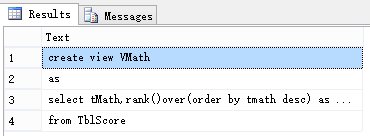 Results Messages
Text
1 create view VMath
2 as
3 select tMath,rank()over(order by tmath desc) as ...
4 from TblScore